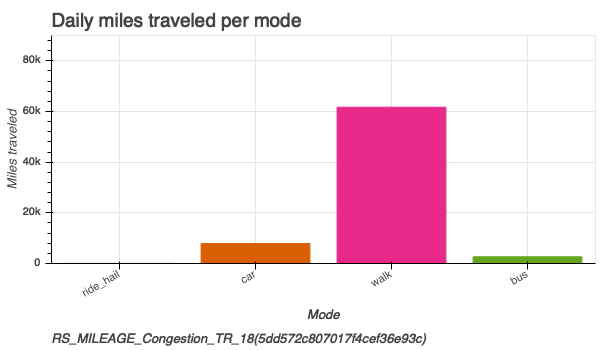 Daily miles traveled per mode
80k
60k
40k
20k
0
Miles traveled
ride_hail
car
walk
bus
Mode
RS_MILEAGE_Congestion_TR_18(5dd572c807017f4cef36e93c)